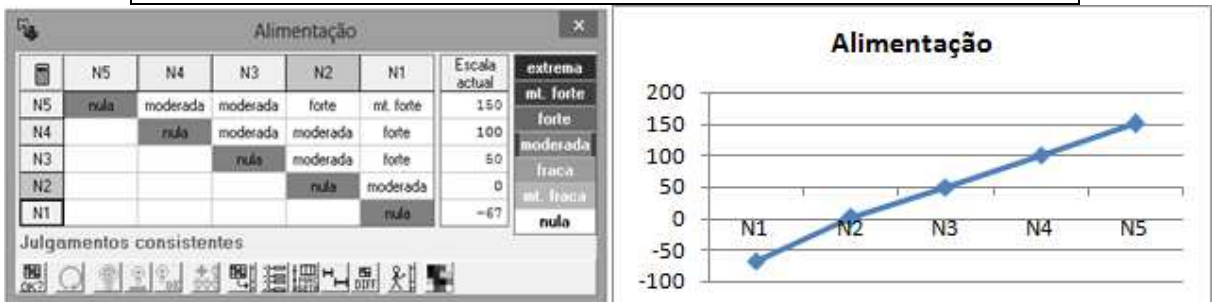 Alimentação
N5 N4 N3 N2 N1 Escala actual
N5 nula moderada moderada forte mt. forte 150
N4 nula moderada moderada forte 100
N3 nula moderada forte 50
N2 nula moderada 0
N1 nula -67
extrema
mt. forte
forte
moderada
fraca
mt. fraca
nula
Julgamentos consistentes
OK?
DIFF
Alimentação
200
150
100
50
0
-50
-100
N1 N2 N3 N4 N5